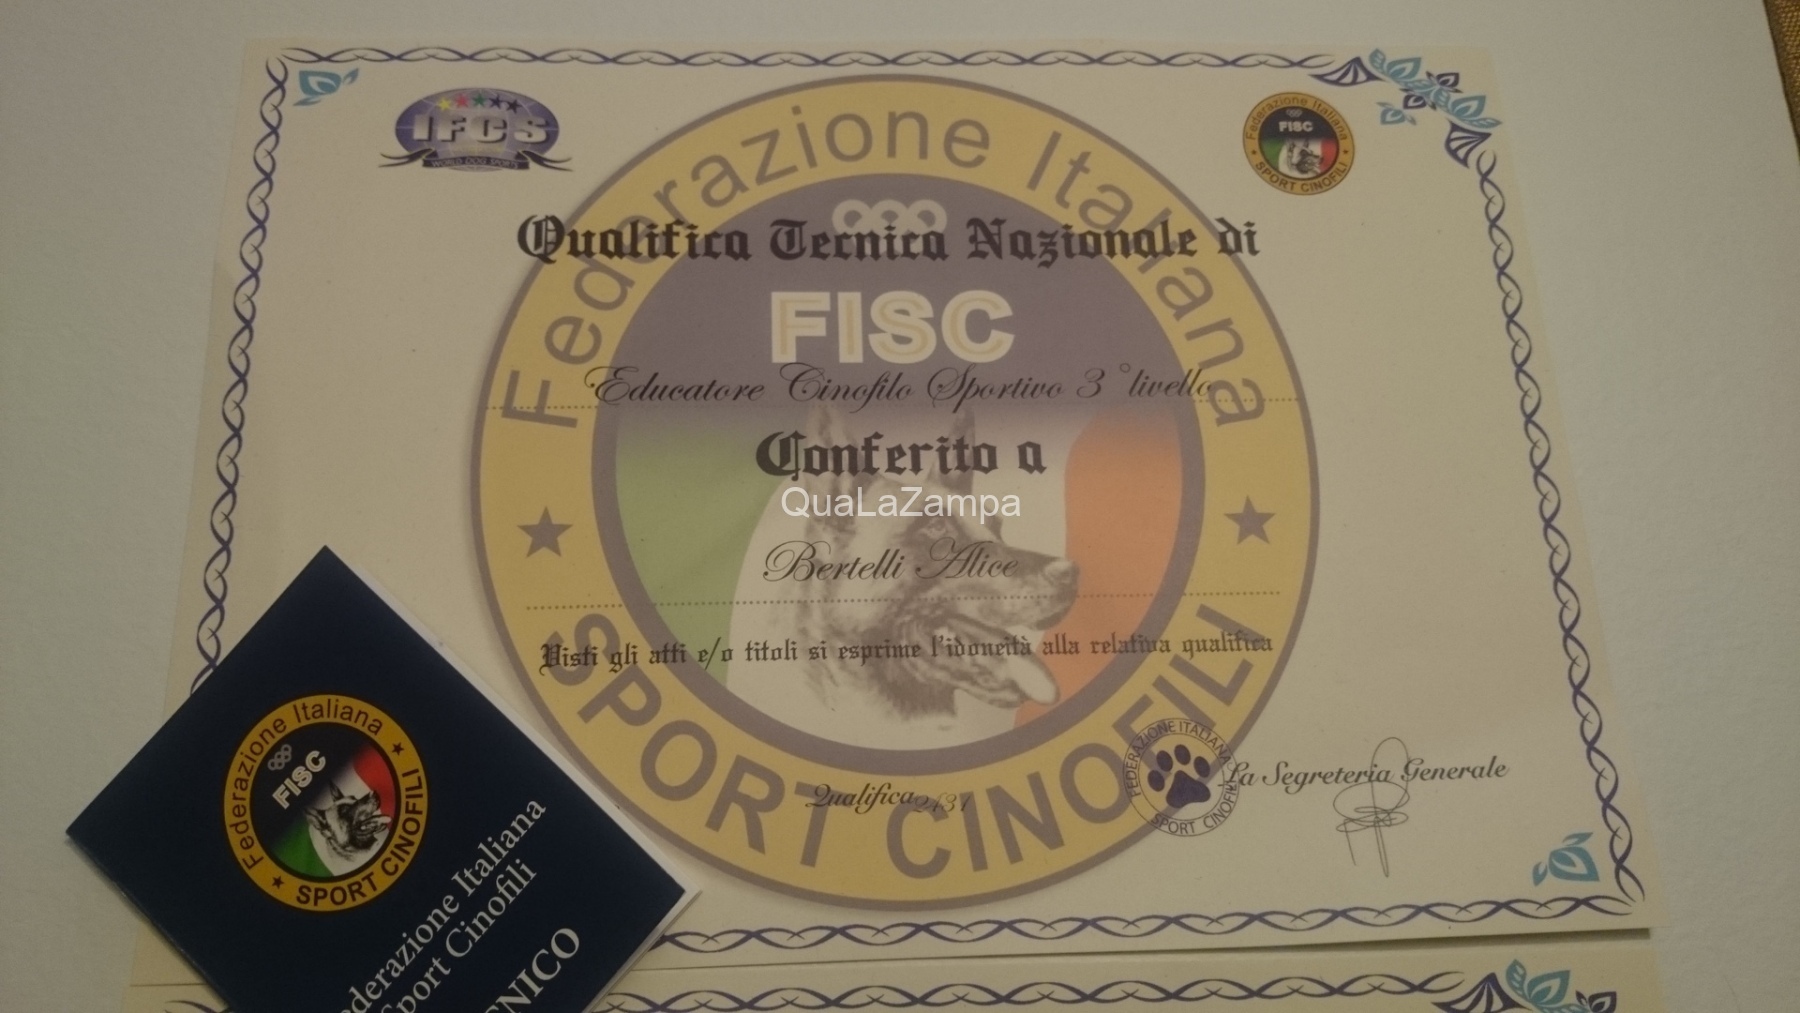 IFCS
WORLD DOG SPORTS
Federazione Italiana
FISC
SPORT CINOFILI
Federazione Italiana
Qualifica Tecnica Nazionale di
FISC
Educatore Cinofilo Sportivo 3° livello
Conferito a
QuaLaZampa
Bertelli Alice
Visti gli atti e/o titoli si esprime l'idoneità alla relativa qualifica
SPORT CINOFILI
Qualifica 2431
FEDERAZIONE ITALIANA
SPORT CINOFILI
La Segreteria Generale
Federazione Italiana
FISC
SPORT CINOFILI
Federazione Italiana
Sport Cinofili